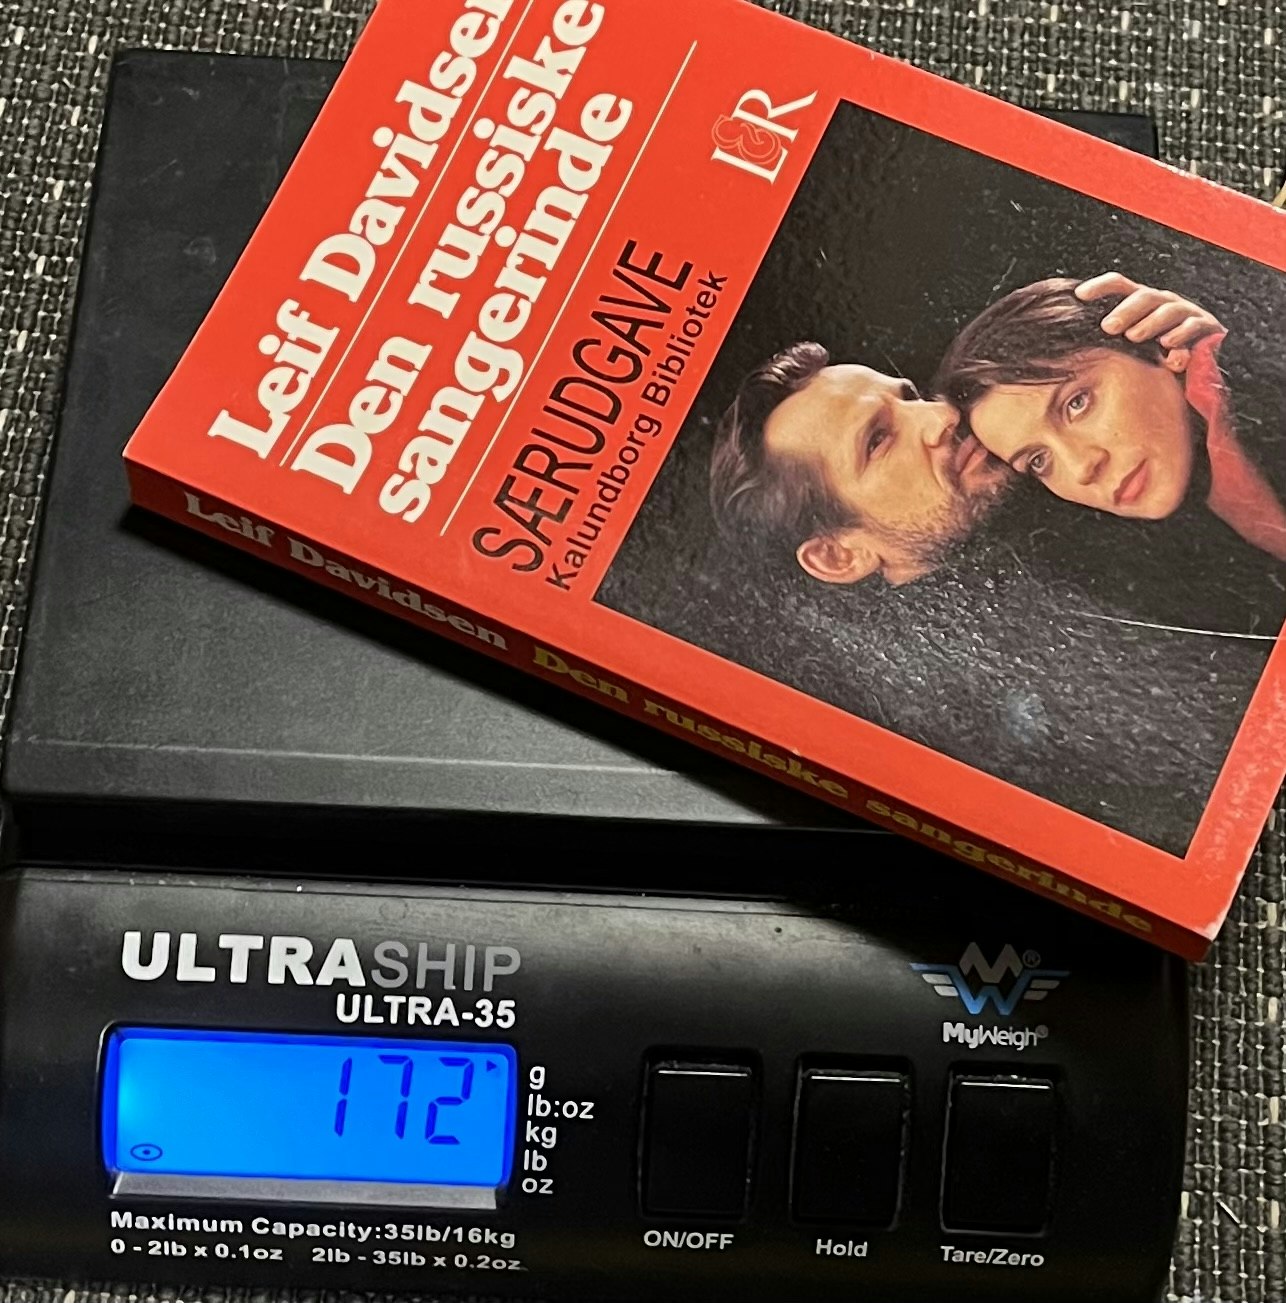 Leif Davidsen
Den russiske
sangerinde
L&R
SÆRUDGAVE
Kalundborg Bibliotek
Leif Davidsen Den russiske sangerinde
ULTRASHIP
ULTRA-35
MyWeigh®
172
g
lb:oz
kg
lb
oz
ON/OFF
Hold
Tare/Zero
Maximum Capacity:35lb/16kg
0 - 2lb x 0.1oz 2lb - 35lb x 0.2oz